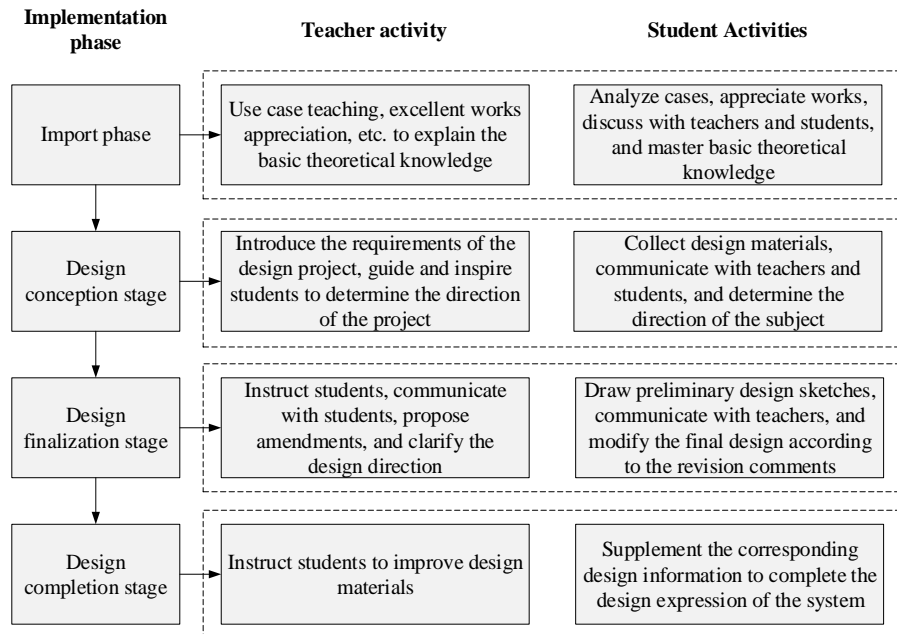 Implementation
phase
Teacher activity
Student Activities
Import phase
Use case teaching, excellent works
appreciation, etc. to explain the
basic theoretical knowledge
Analyze cases, appreciate works,
discuss with teachers and students,
and master basic theoretical
knowledge
Design
conception stage
Introduce the requirements of the
design project, guide and inspire
students to determine the direction
of the project
Collect design materials,
communicate with teachers and
students, and determine the
direction of the subject
Design
finalization stage
Instruct students, communicate
with students, propose
amendments, and clarify the
design direction
Draw preliminary design sketches,
communicate with teachers, and
modify the final design according
to the revision comments
Design
completion stage
Instruct students to improve design
materials
Supplement the corresponding
design information to complete the
design expression of the system